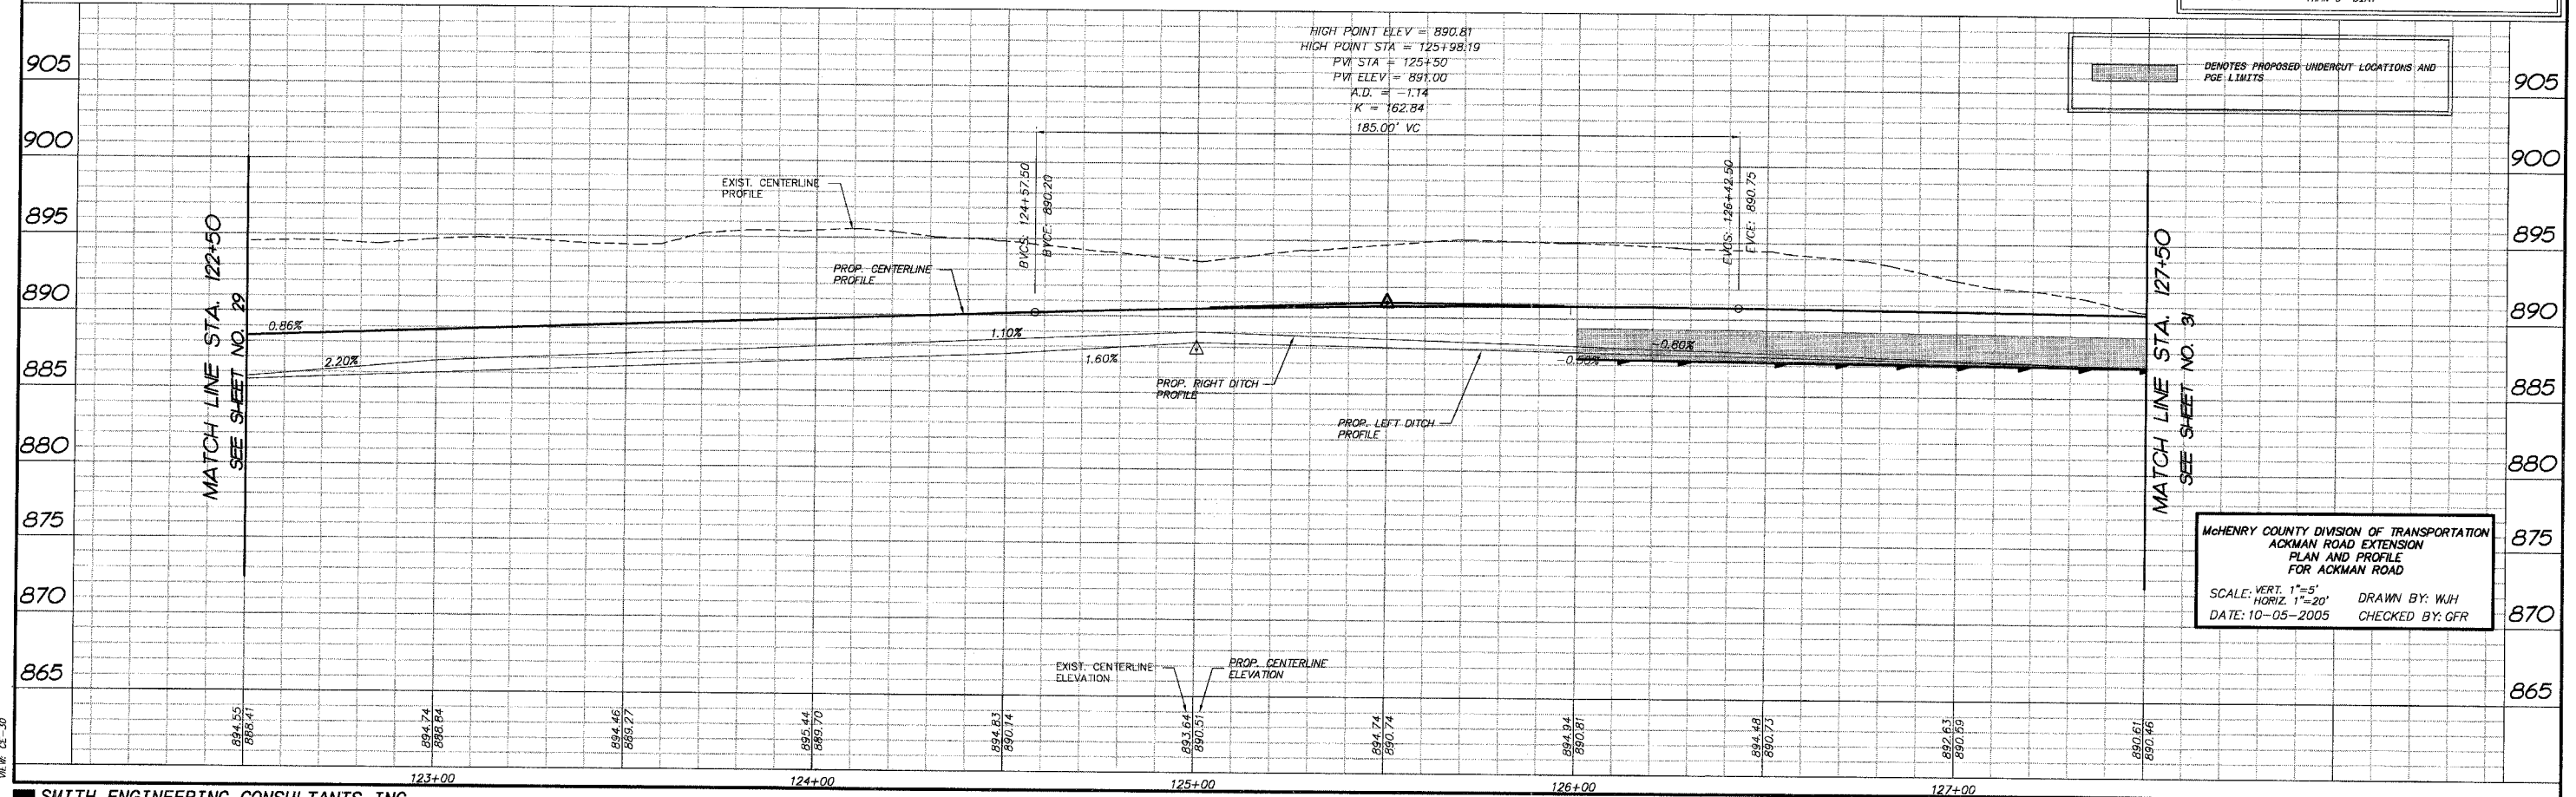 HIGH POINT ELEV = 890.81
HIGH POINT STA = 125+98.19
PVI STA = 125+50
PVI ELEV = 891.00
A.D. = -1.14
K = 162.84
185.00' VC
DENOTES PROPOSED UNDERCUT LOCATIONS AND
PGE LIMITS
905
900
895
890
885
880
875
870
865
905
900
895
890
885
880
875
870
865
MATCH LINE STA. 122+50
SEE SHEET NO. 29
EXIST. CENTERLINE
PROFILE
PROP. CENTERLINE
PROFILE
BVCS: 124+57.50
BVCE: 890.20
EVCS: 126+42.50
EVCE: 890.75
0.86%
2.20%
1.10%
1.60%
-0.80%
-0.50%
PROP. RIGHT DITCH
PROFILE
PROP. LEFT DITCH
PROFILE
MATCH LINE STA. 127+50
SEE SHEET NO. 31
McHENRY COUNTY DIVISION OF TRANSPORTATION
ACKMAN ROAD EXTENSION
PLAN AND PROFILE
FOR ACKMAN ROAD
SCALE: VERT. 1"=5'
HORIZ. 1"=20'
DRAWN BY: WJH
DATE: 10-05-2005
CHECKED BY: GFR
EXIST. CENTERLINE
ELEVATION
PROP. CENTERLINE
ELEVATION
894.55
888.41
894.74
888.84
894.46
889.27
895.44
889.70
894.83
890.14
893.64
890.51
894.74
890.74
894.94
890.81
894.48
890.73
892.63
890.59
890.61
890.46
123+00
124+00
125+00
126+00
127+00
VIEW: CE-30
SMITH ENGINEERING CONSULTANTS, INC.